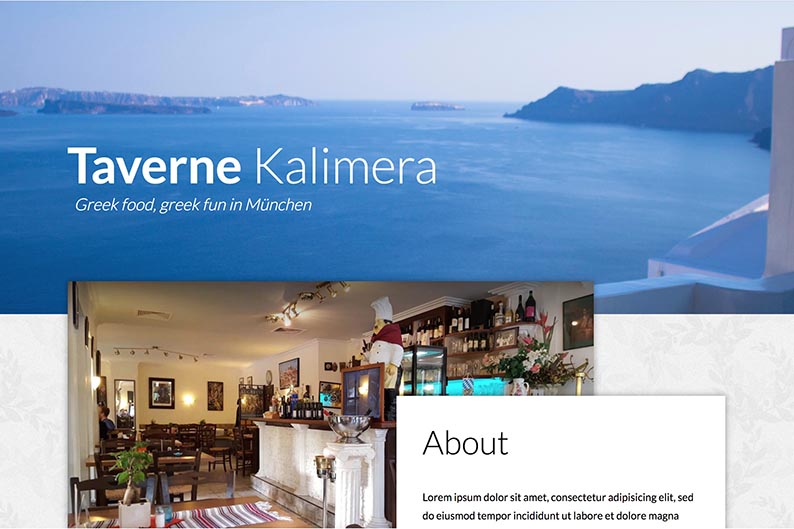 Taverne Kalimera
Greek food, greek fun in München
About
Lorem ipsum dolor sit amet, consectetur adipisicing elit, sed
do eiusmod tempor incididunt ut labore et dolore magna